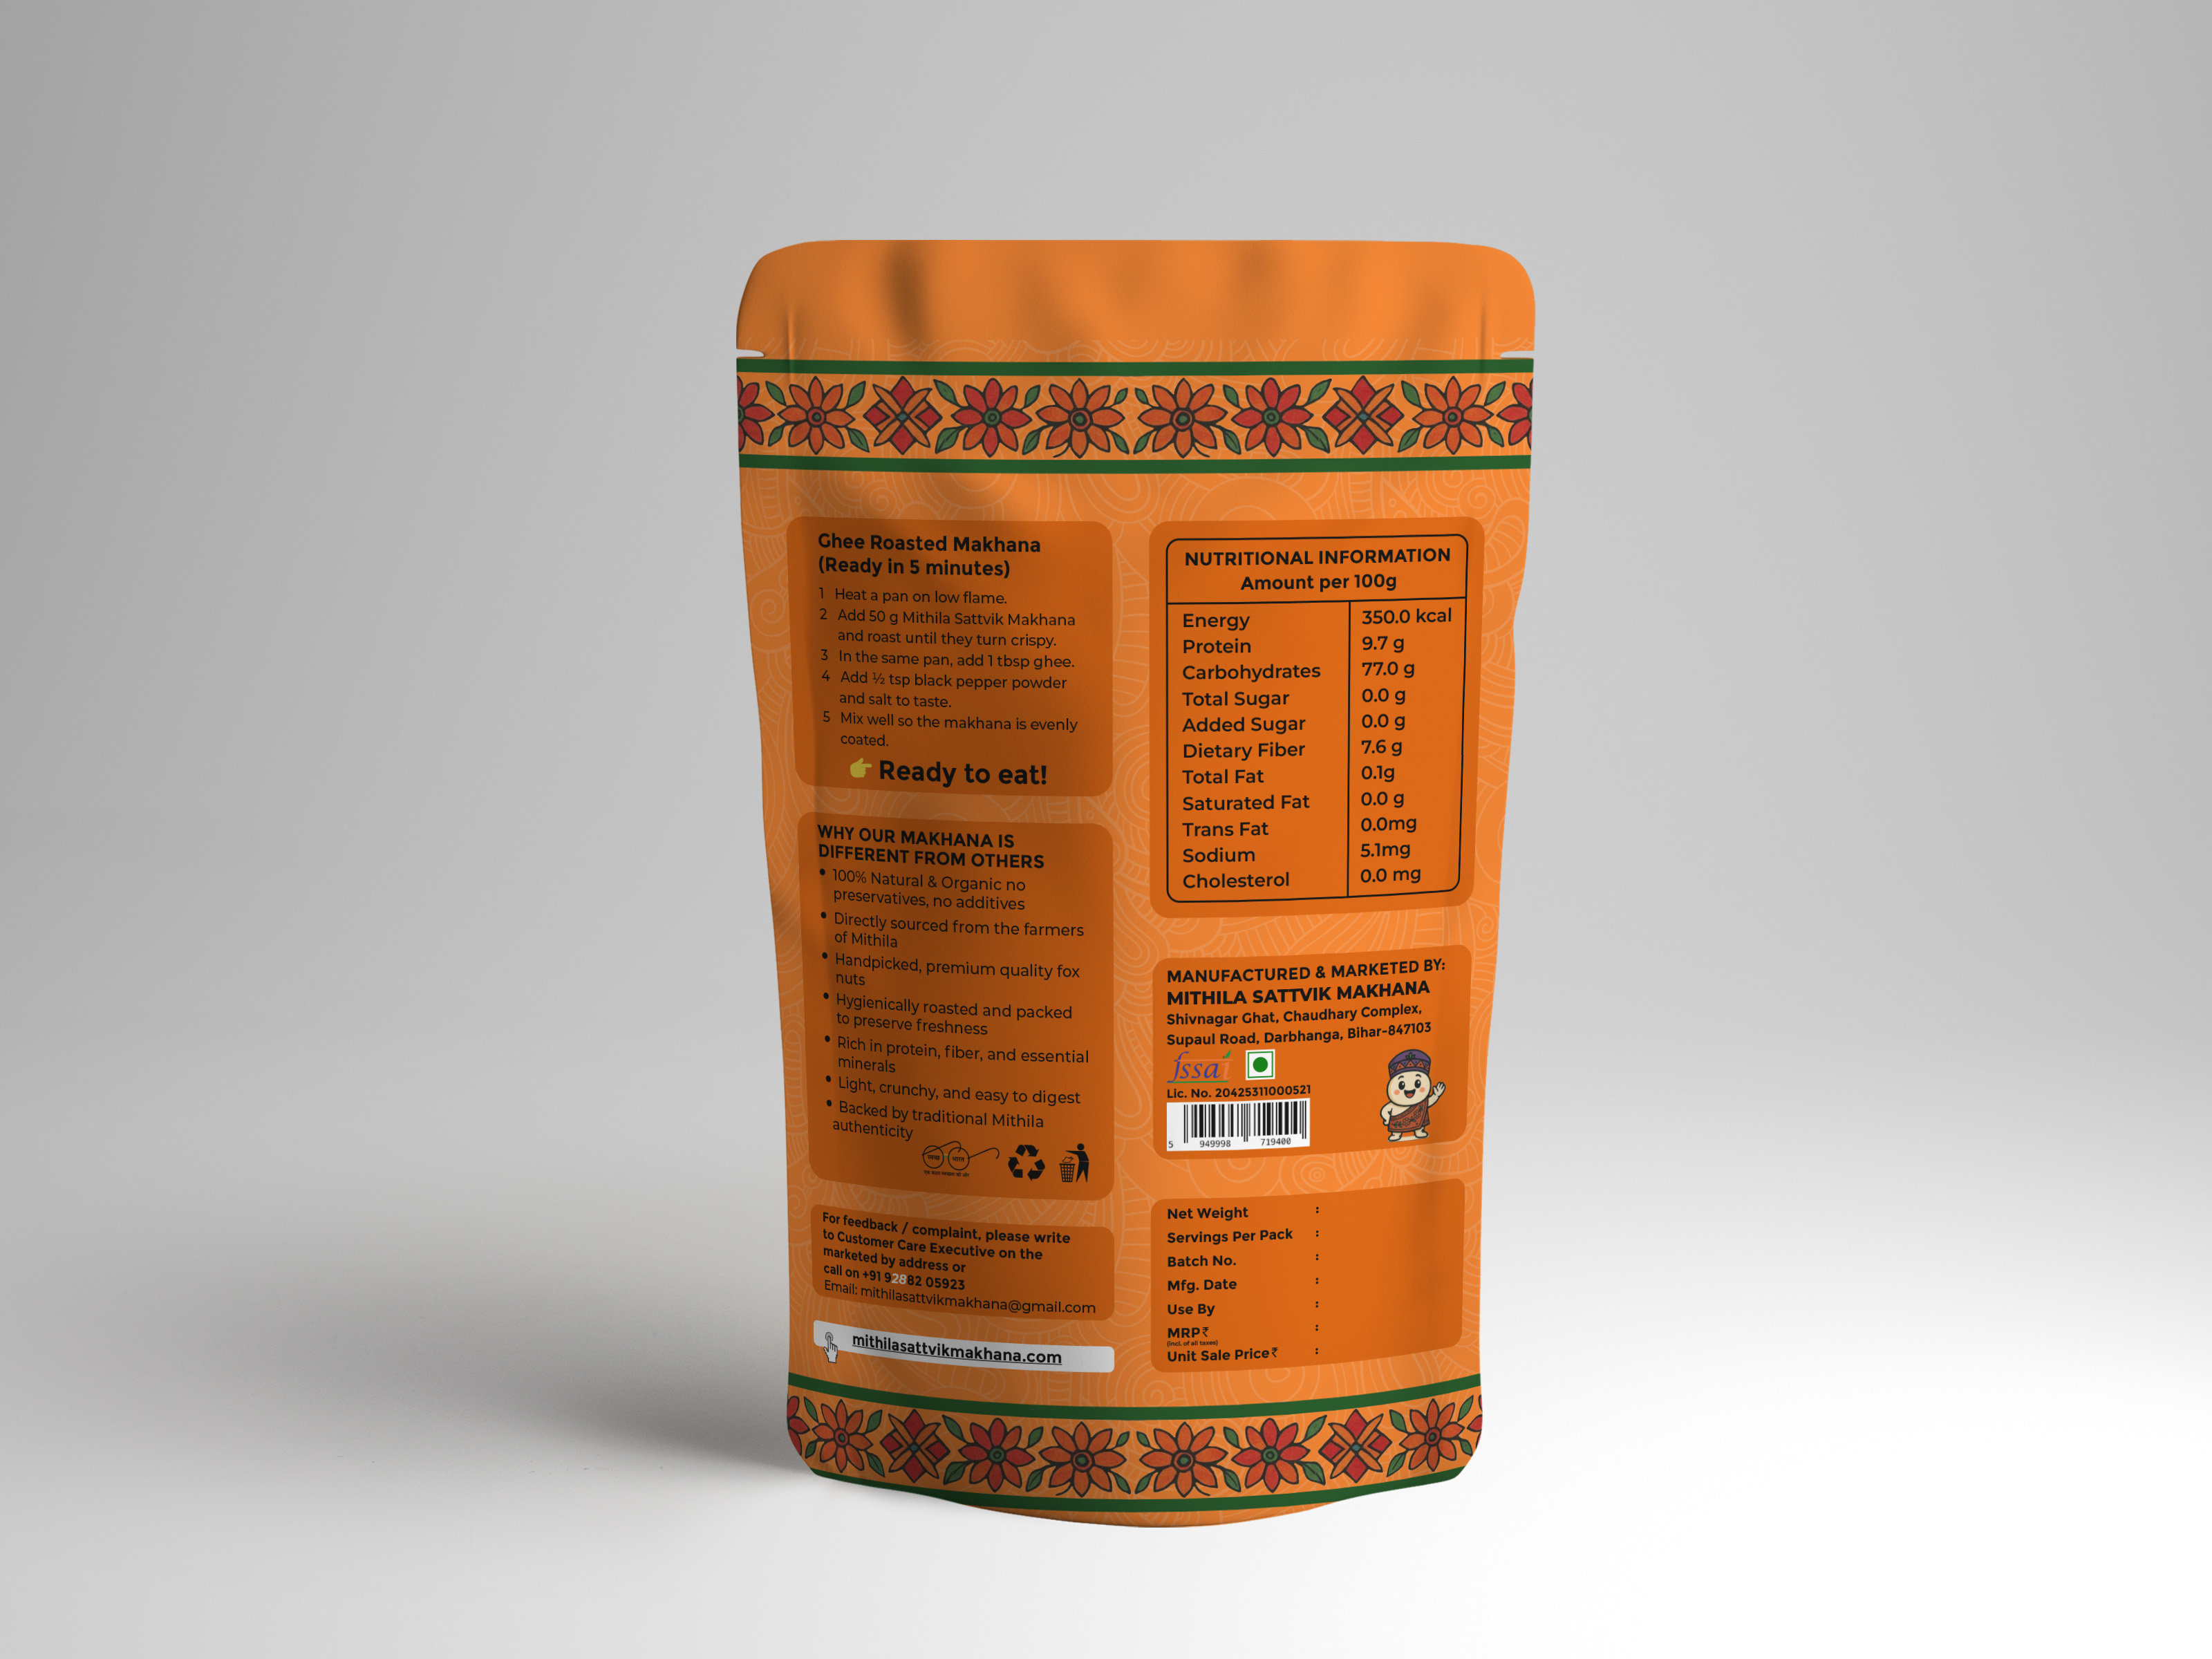 Ghee Roasted Makhana
(Ready in 5 minutes)
1 Heat a pan on low flame.
2 Add 50 g Mithila Sattvik Makhana
and roast until they turn crispy.
3 In the same pan, add 1 tbsp ghee.
4 Add ½ tsp black pepper powder
and salt to taste.
5 Mix well so the makhana is evenly
coated.
👉 Ready to eat!
WHY OUR MAKHANA IS
DIFFERENT FROM OTHERS
• 100% Natural & Organic no
preservatives, no additives
• Directly sourced from the farmers
of Mithila
• Handpicked, premium quality fox
nuts
• Hygienically roasted and packed
to preserve freshness
• Rich in protein, fiber, and essential
minerals
• Light, crunchy, and easy to digest
• Backed by traditional Mithila
authenticity
स्वच्छ भारत
For feedback / complaint, please write
to Customer Care Executive on the
marketed by address or
call on +91 92882 05923
Email: mithilasattvikmakhana@gmail.com
mithilasattvikmakhana.com
NUTRITIONAL INFORMATION
Amount per 100g
Energy 350.0 kcal
Protein 9.7 g
Carbohydrates 77.0 g
Total Sugar 0.0 g
Added Sugar 0.0 g
Dietary Fiber 7.6 g
Total Fat 0.1g
Saturated Fat 0.0 g
Trans Fat 0.0mg
Sodium 5.1mg
Cholesterol 0.0 mg
MANUFACTURED & MARKETED BY:
MITHILA SATTVIK MAKHANA
Shivnagar Ghat, Chaudhary Complex,
Supaul Road, Darbhanga, Bihar-847103
fssai
Lic. No. 20425311000521
5 949998 719400
Net Weight :
Servings Per Pack :
Batch No. :
Mfg. Date :
Use By :
MRP₹ :
(incl. of all taxes)
Unit Sale Price₹ :